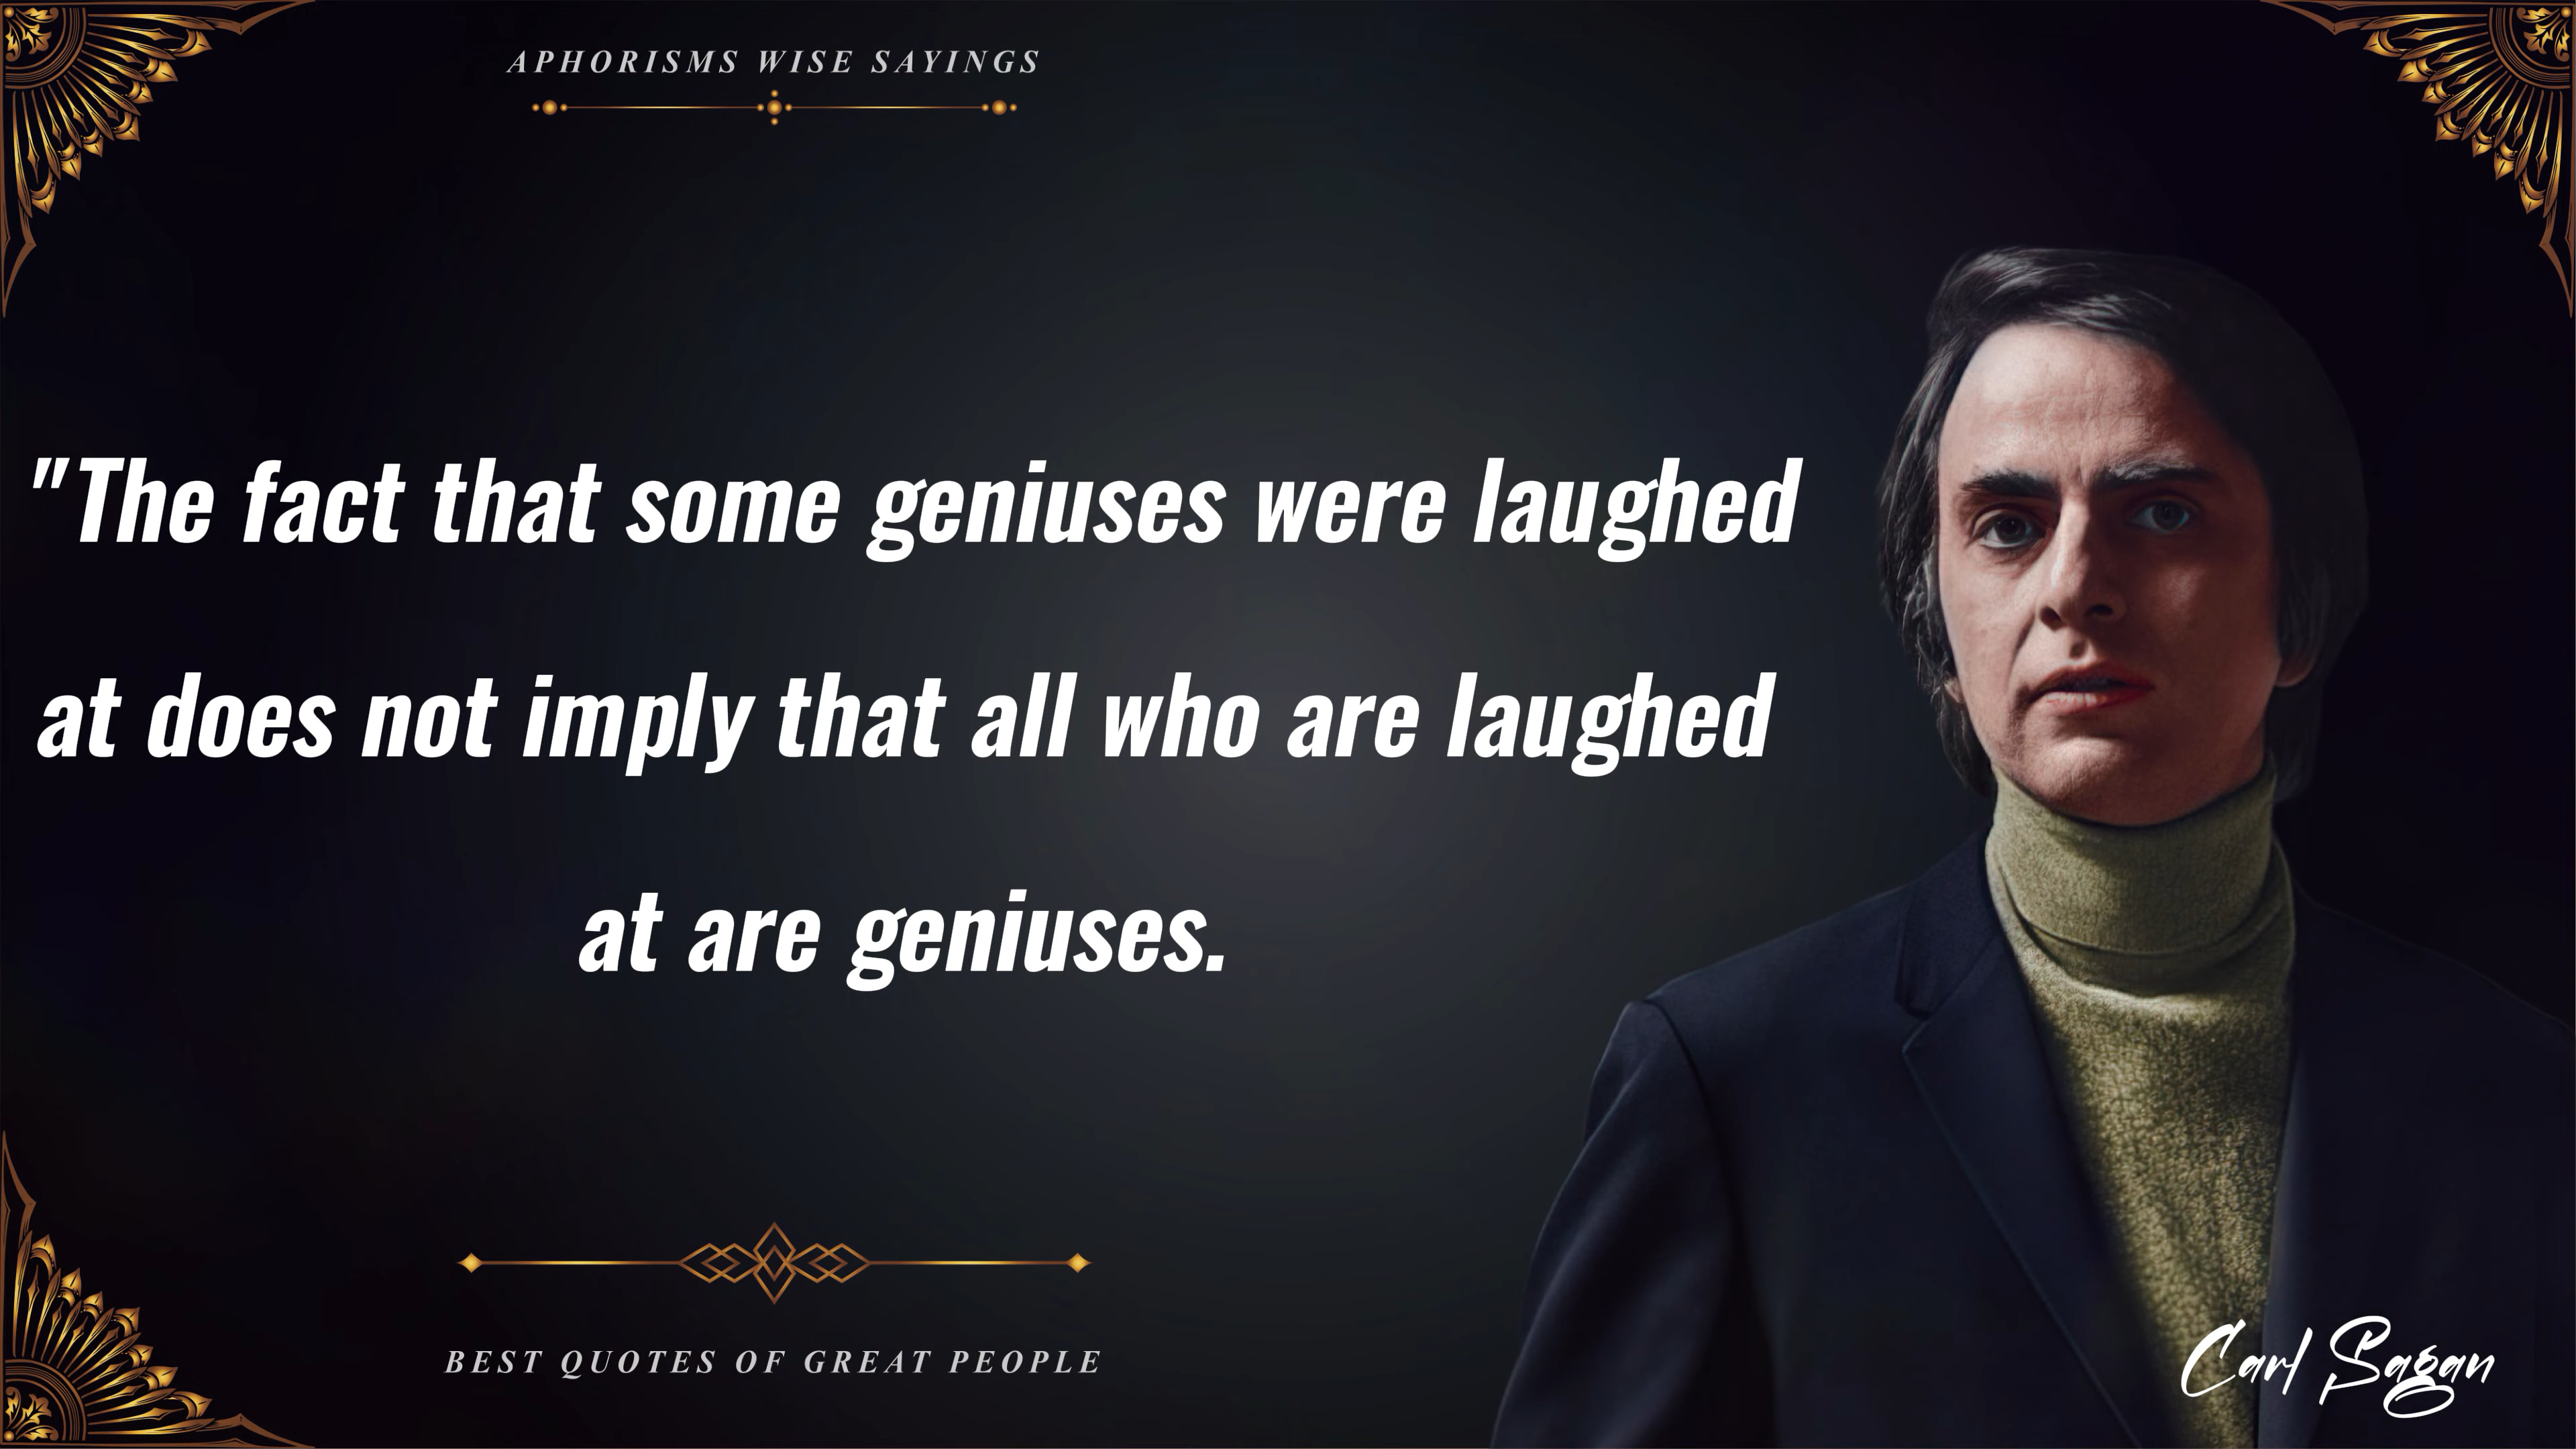 APHORISMS WISE SAYINGS
"The fact that some geniuses were laughed
at does not imply that all who are laughed
at are geniuses.
BEST QUOTES OF GREAT PEOPLE
Carl Sagan